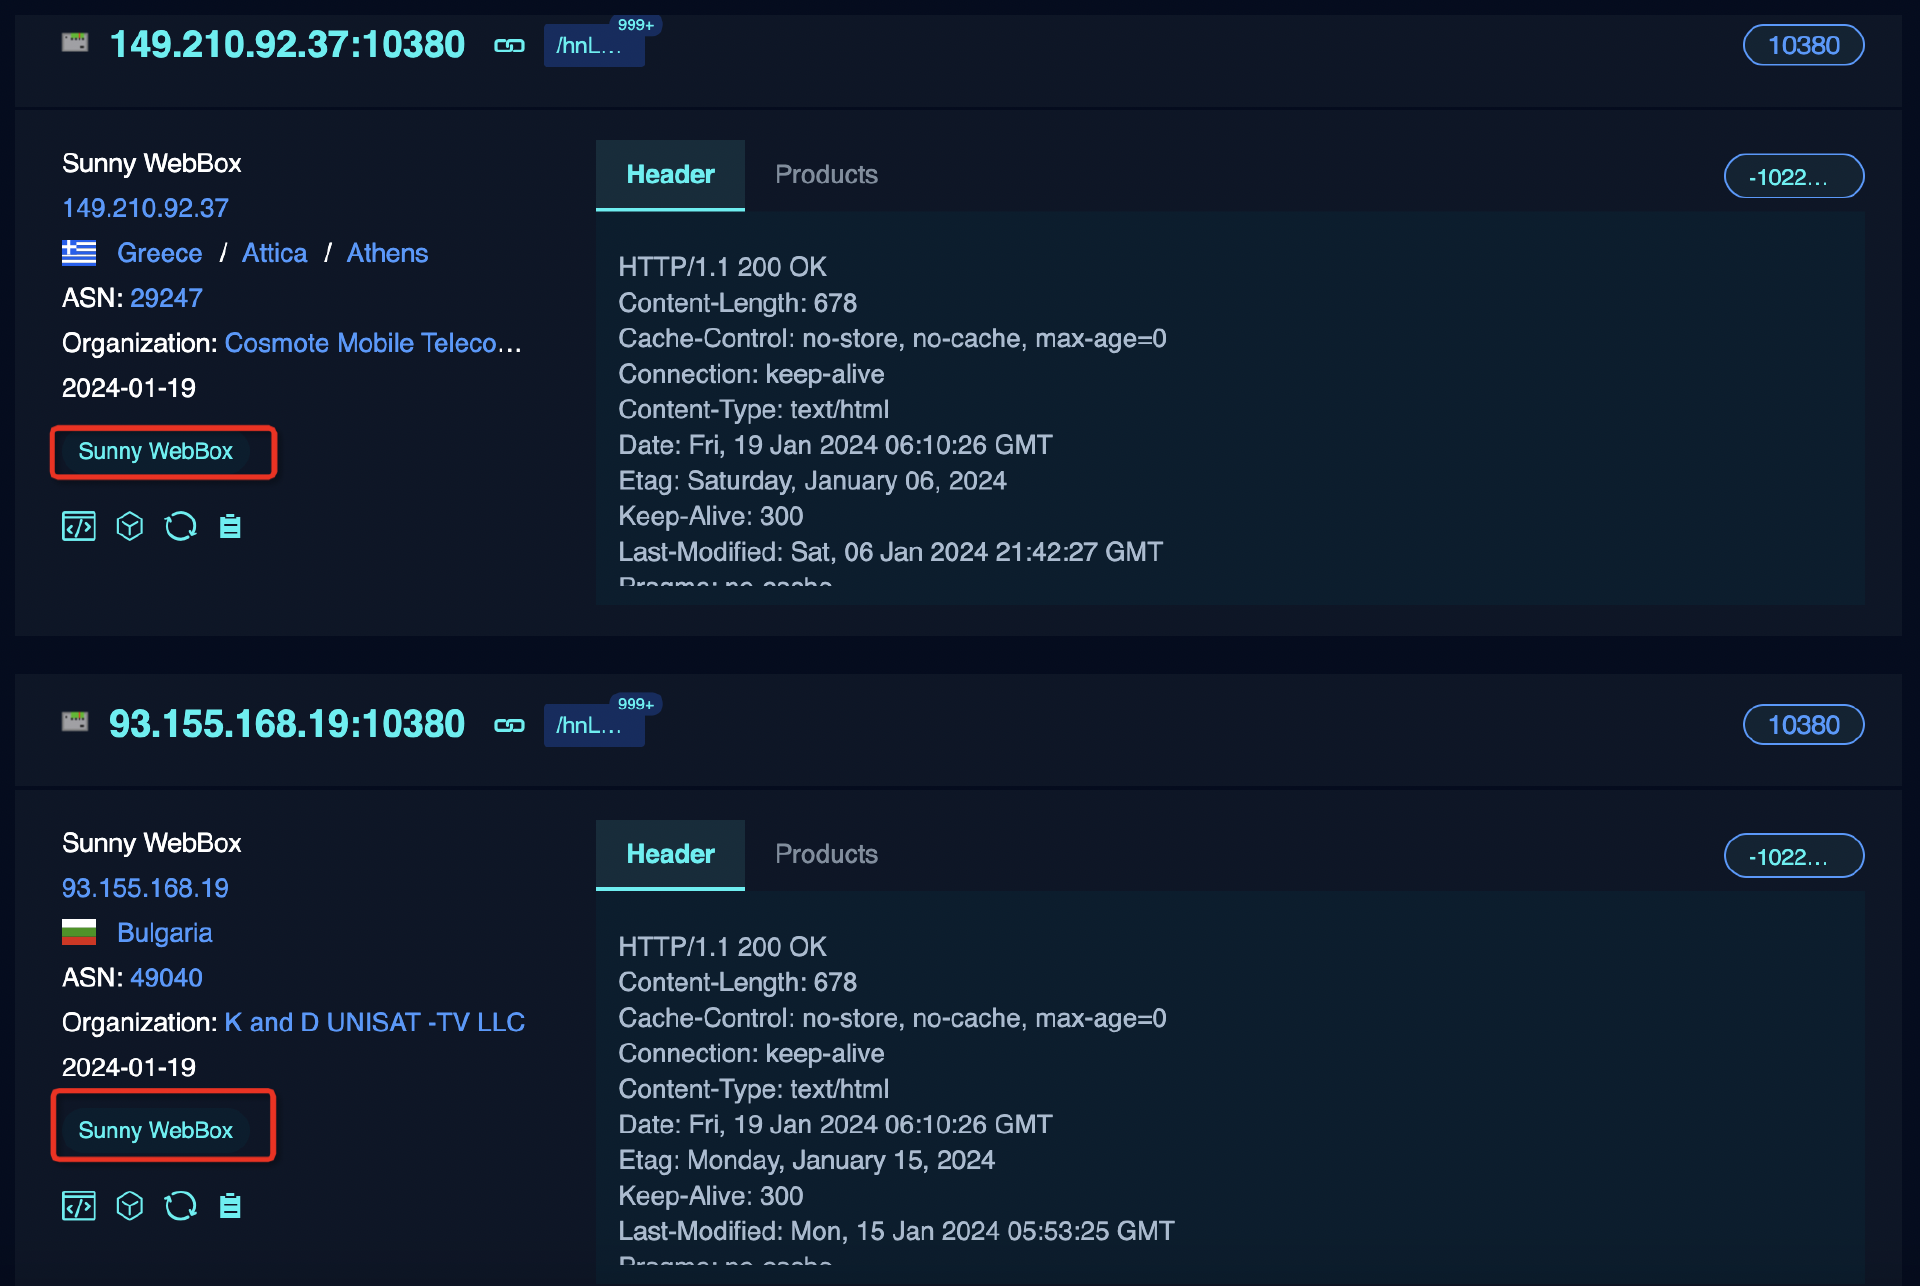 149.210.92.37:10380 /hnL... 999+ 10380
Sunny WebBox
149.210.92.37
Greece / Attica / Athens
ASN: 29247
Organization: Cosmote Mobile Teleco...
2024-01-19
Sunny WebBox
Header Products -1022...
HTTP/1.1 200 OK
Content-Length: 678
Cache-Control: no-store, no-cache, max-age=0
Connection: keep-alive
Content-Type: text/html
Date: Fri, 19 Jan 2024 06:10:26 GMT
Etag: Saturday, January 06, 2024
Keep-Alive: 300
Last-Modified: Sat, 06 Jan 2024 21:42:27 GMT
Pragma: no-cache
93.155.168.19:10380 /hnL... 999+ 10380
Sunny WebBox
93.155.168.19
Bulgaria
ASN: 49040
Organization: K and D UNISAT -TV LLC
2024-01-19
Sunny WebBox
Header Products -1022...
HTTP/1.1 200 OK
Content-Length: 678
Cache-Control: no-store, no-cache, max-age=0
Connection: keep-alive
Content-Type: text/html
Date: Fri, 19 Jan 2024 06:10:26 GMT
Etag: Monday, January 15, 2024
Keep-Alive: 300
Last-Modified: Mon, 15 Jan 2024 05:53:25 GMT
Pragma: no-cache